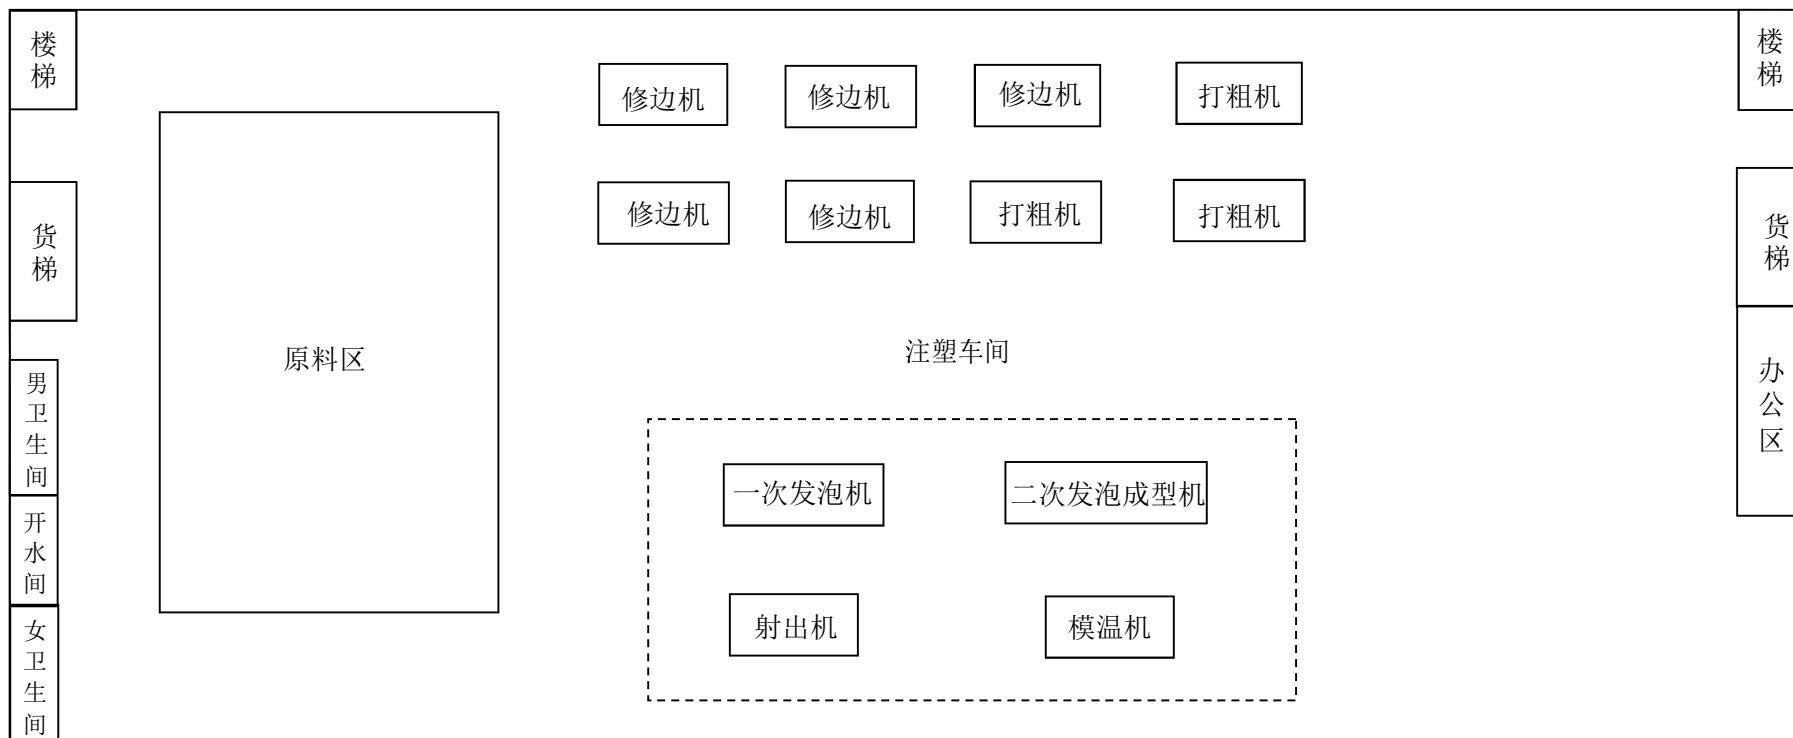 楼梯
修边机
修边机
修边机
打粗机
楼梯
货梯
修边机
修边机
打粗机
打粗机
货梯
原料区
注塑车间
男卫生间
办公区
一次发泡机
二次发泡成型机
开水间
射出机
模温机
女卫生间